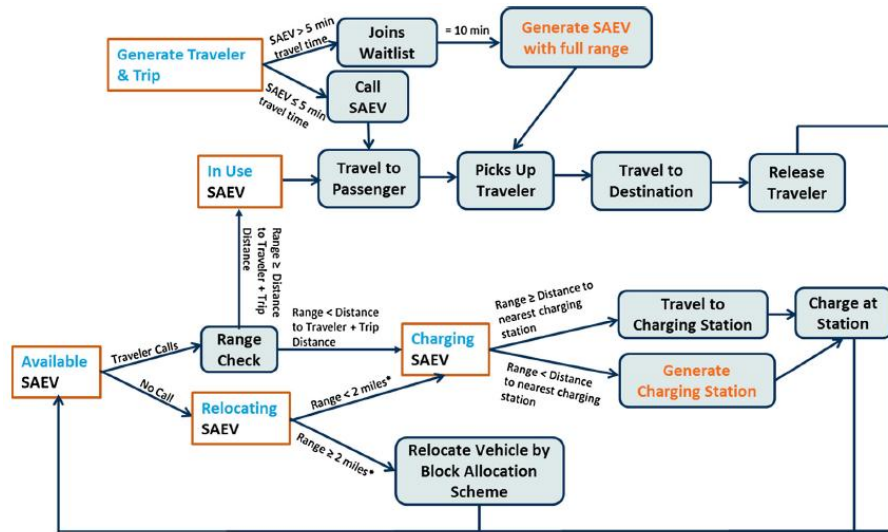 SAEV > 5 min
travel time
Joins
Waitlist
= 10 min
Generate SAEV
with full range
Generate Traveler
& Trip
SAEV ≤ 5 min
travel time
Call
SAEV
In Use
SAEV
Travel to
Passenger
Picks Up
Traveler
Travel to
Destination
Release
Traveler
Range ≥ Distance
to Traveler + Trip
Distance
Available
SAEV
Traveler Calls
Range
Check
Range < Distance
to Traveler + Trip
Distance
Charging
SAEV
Range ≥ Distance to
nearest charging
station
Travel to
Charging Station
Charge at
Station
No Call
Relocating
SAEV
Range < 2 miles*
Range ≥ 2 miles*
Range < Distance
to nearest charging
station
Generate
Charging Station
Relocate Vehicle by
Block Allocation
Scheme